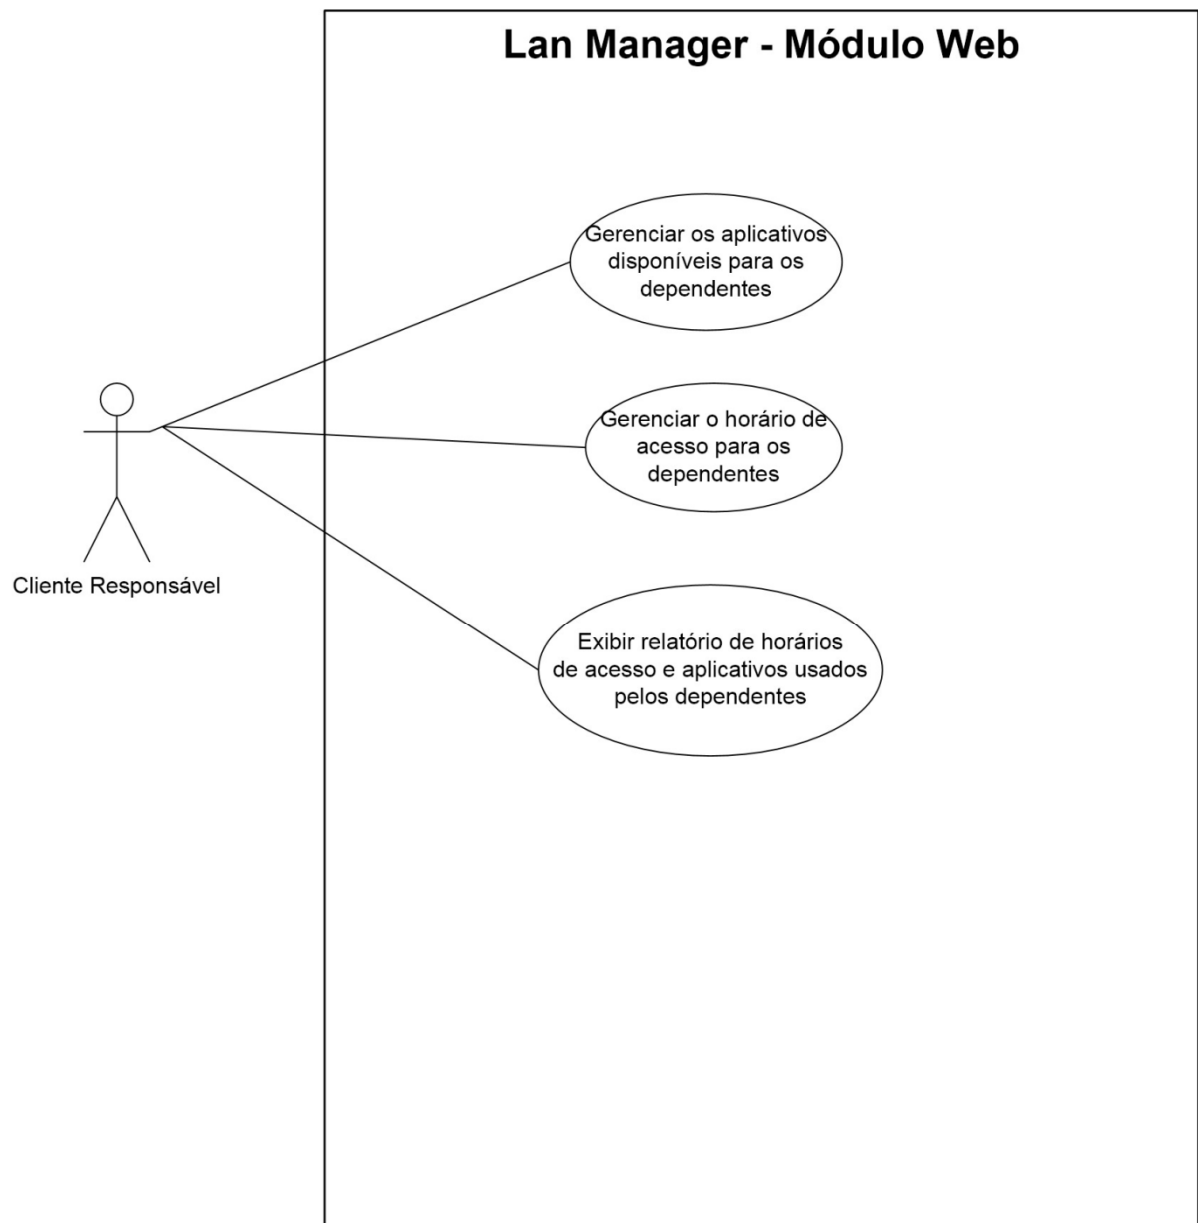 Lan Manager - Módulo Web
Gerenciar os aplicativos
disponíveis para os
dependentes
Gerenciar o horário de
acesso para os
dependentes
Cliente Responsável
Exibir relatório de horários
de acesso e aplicativos usados
pelos dependentes